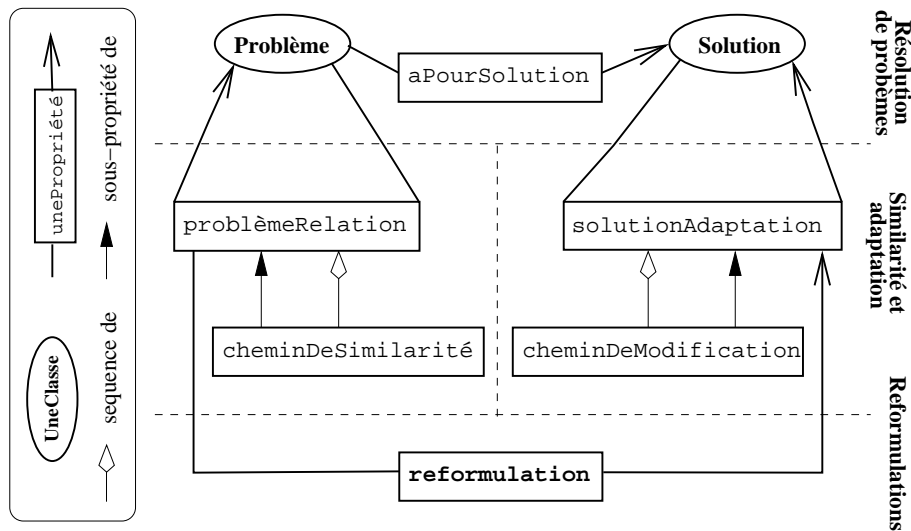 unePropriété
sous-propriété de
UneClasse
sequence de
Problème
aPourSolution
Solution
Résolution
de probèmes
problèmeRelation
solutionAdaptation
Similarité et
adaptation
cheminDeSimilarité
cheminDeModification
reformulation
Reformulations